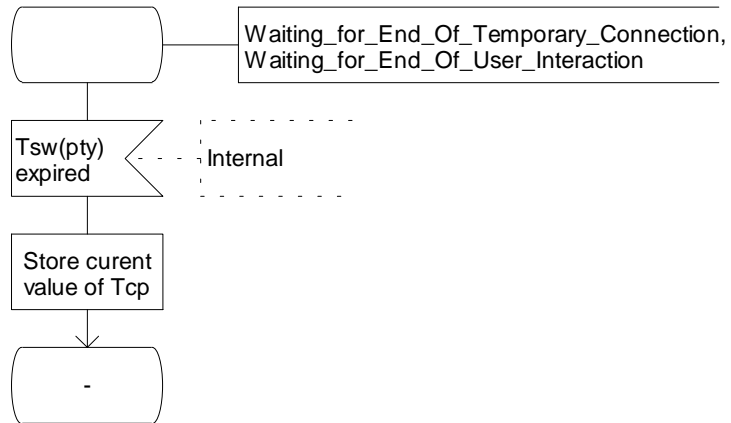 Waiting_for_End_Of_Temporary_Connection,
Waiting_for_End_Of_User_Interaction
Tsw(pty)
expired
Internal
Store curent
value of Tcp
-